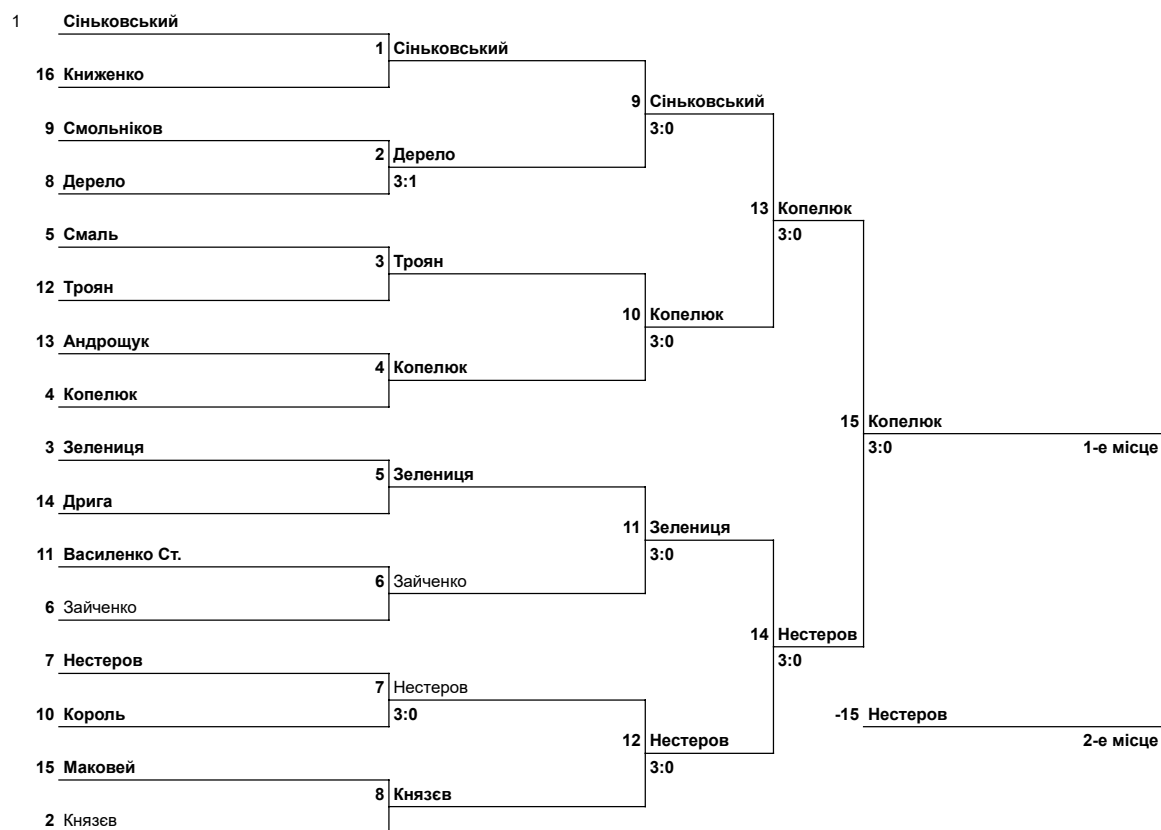 1 Сіньковський
1 Сіньковський
16 Книженко
9 Сіньковський
3:0
9 Смольніков
2 Дерело
3:1
8 Дерело
13 Копелюк
3:0
5 Смаль
3 Троян
12 Троян
10 Копелюк
3:0
13 Андрощук
4 Копелюк
4 Копелюк
15 Копелюк
3:0 1-е місце
3 Зелениця
5 Зелениця
14 Дрига
11 Зелениця
3:0
11 Василенко Ст.
6 Зайченко
6 Зайченко
14 Нестеров
3:0
7 Нестеров
7 Нестеров
3:0
10 Король
-15 Нестеров
2-е місце
12 Нестеров
3:0
15 Маковей
8 Князєв
2 Князєв